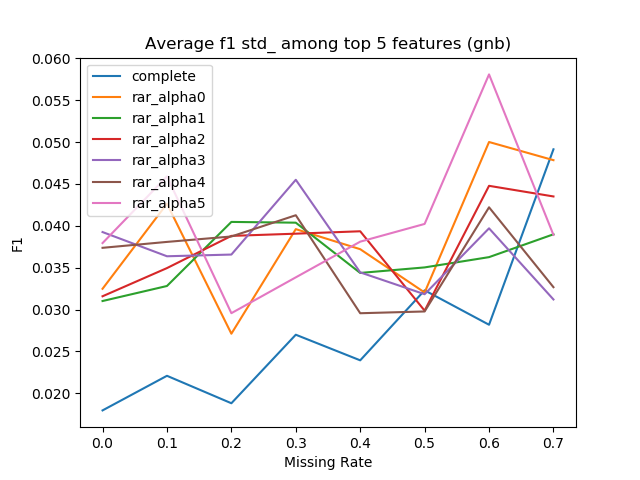 Average f1 std_ among top 5 features (gnb)
complete
rar_alpha0
rar_alpha1
rar_alpha2
rar_alpha3
rar_alpha4
rar_alpha5
0.060
0.055
0.050
0.045
0.040
0.035
0.030
0.025
0.020
F1
0.0 0.1 0.2 0.3 0.4 0.5 0.6 0.7
Missing Rate